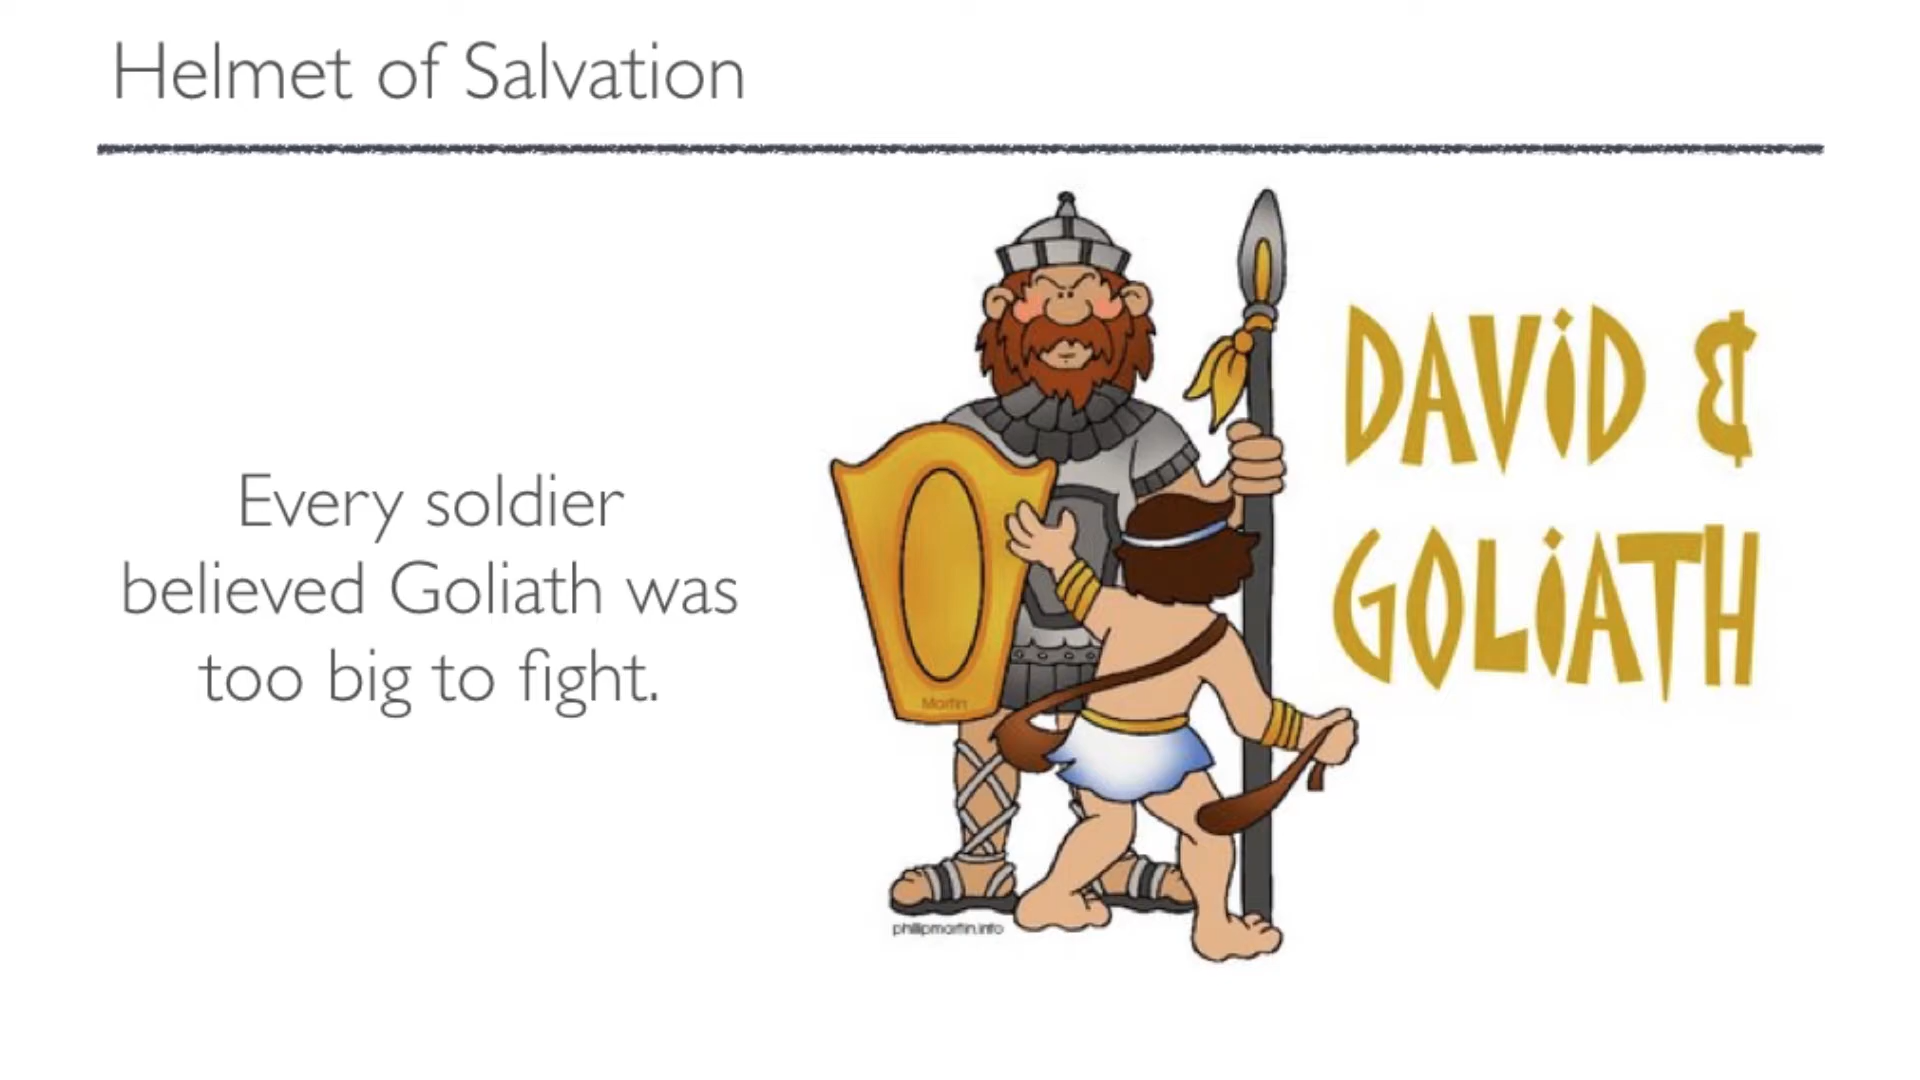 Helmet of Salvation
Every soldier
believed Goliath was
too big to fight.
DAViD &
GOLiATH
Martin
phillipmartin.info